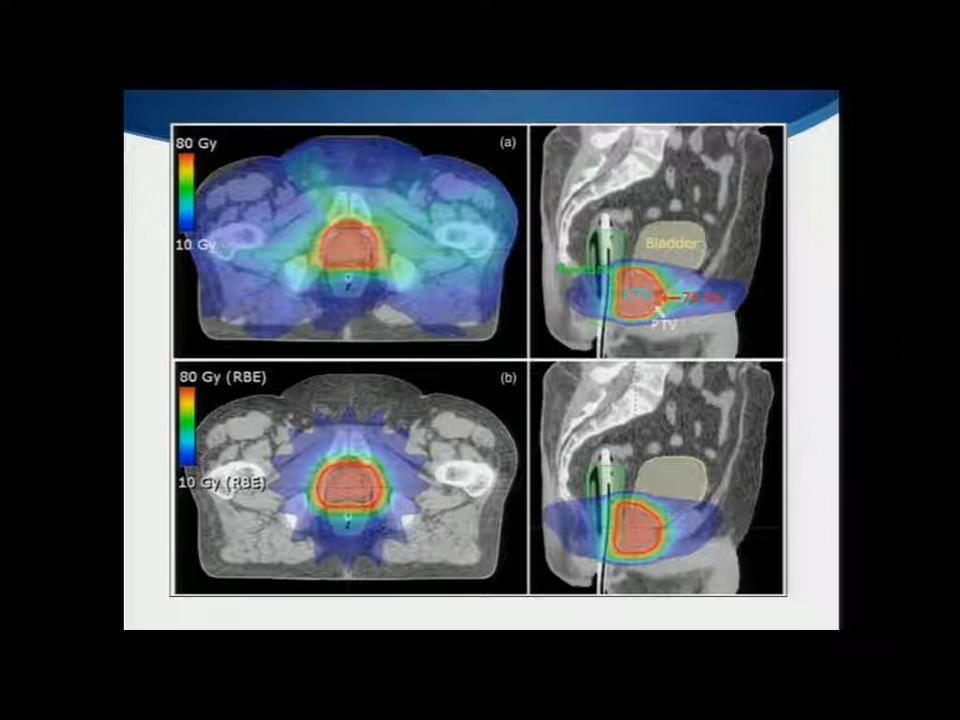 80 Gy
(a)
10 Gy
Bladder
PTV
80 Gy (RBE)
(b)
10 Gy (RBE)